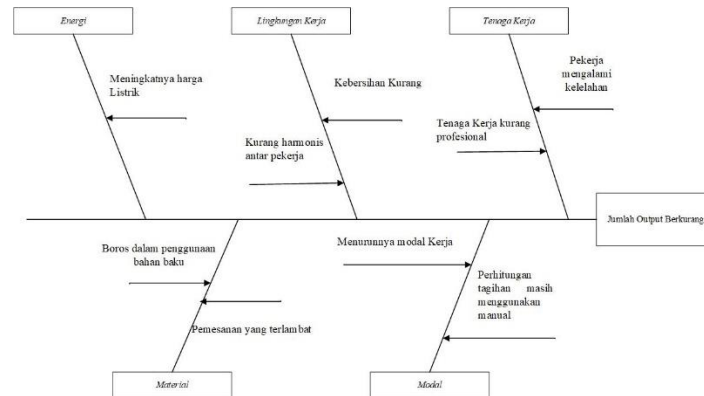 Energi
Lingkungan Kerja
Tenaga Kerja
Meningkatnya harga
Listrik
Kebersihan Kurang
Pekerja
mengalami
kelelahan
Kurang harmonis
antar pekerja
Tenaga Kerja kurang
profesional
Jumlah Output Berkurang
Boros dalam penggunaan
bahan baku
Menurunnya modal Kerja
Perhitungan
tagihan masih
menggunakan
manual
Pemesanan yang terlambat
Material
Modal